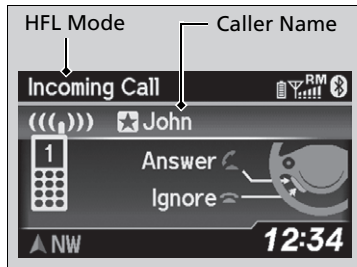 HFL Mode
Caller Name
Incoming Call
RM
John
1
Answer
Ignore
NW
12:34